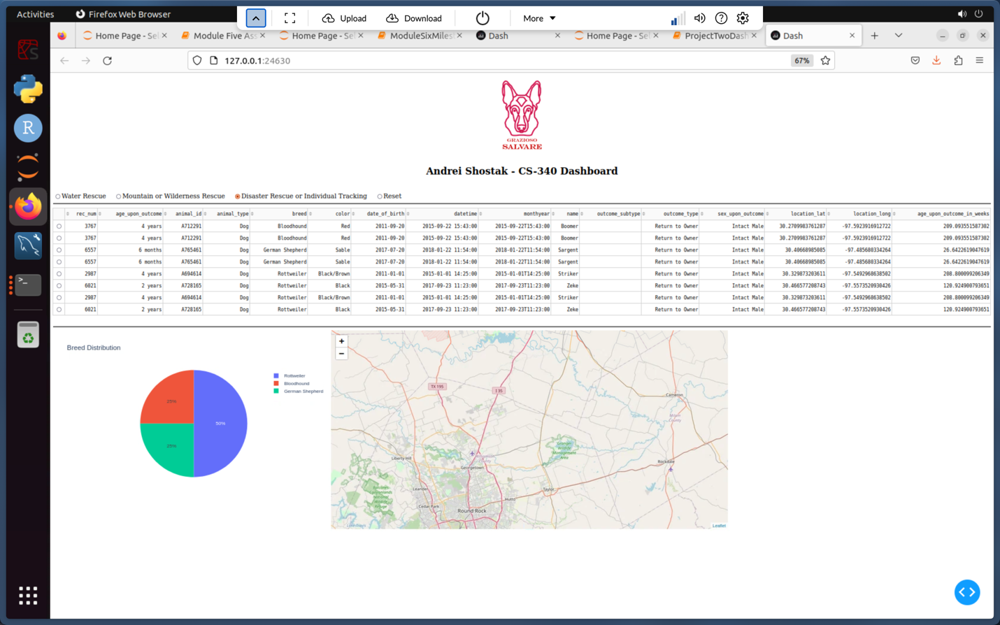 Activities Firefox Web Browser
Upload Download More
Home Page - Sel Module Five Ass Home Page - Sel ModuleSixMilest Dash Home Page - Sel ProjectTwoDash Dash
127.0.0.1:24630 67%
GRAZIOSO
SALVARE
Andrei Shostak - CS-340 Dashboard
Water Rescue Mountain or Wilderness Rescue Disaster Rescue or Individual Tracking Reset
rec_num age_upon_outcome animal_id animal_type breed color date_of_birth datetime monthyear name outcome_subtype outcome_type sex_upon_outcome location_lat location_long age_upon_outcome_in_weeks
3767 4 years A712291 Dog Bloodhound Red 2011-09-20 2015-09-22 15:43:00 2015-09-22T15:43:00 Boomer Return to Owner Intact Male 30.2709983761287 -97.5923916912722 209.093551587302
3767 4 years A712291 Dog Bloodhound Red 2011-09-20 2015-09-22 15:43:00 2015-09-22T15:43:00 Boomer Return to Owner Intact Male 30.2709983761287 -97.5923916912722 209.093551587302
6557 6 months A765461 Dog German Shepherd Sable 2017-07-20 2018-01-22 11:54:00 2018-01-22T11:54:00 Sargent Return to Owner Intact Male 30.40668985085 -97.485680334264 26.6422619047619
6557 6 months A765461 Dog German Shepherd Sable 2017-07-20 2018-01-22 11:54:00 2018-01-22T11:54:00 Sargent Return to Owner Intact Male 30.40668985085 -97.485680334264 26.6422619047619
2987 4 years A694614 Dog Rottweiler Black/Brown 2011-01-01 2015-01-01 14:25:00 2015-01-01T14:25:00 Striker Return to Owner Intact Male 30.329873203611 -97.5492968638502 208.800099206349
6021 2 years A728165 Dog Rottweiler Black 2015-05-31 2017-09-23 11:23:00 2017-09-23T11:23:00 Zeke Return to Owner Intact Male 30.466577208743 -97.5573520930426 120.924900793651
2987 4 years A694614 Dog Rottweiler Black/Brown 2011-01-01 2015-01-01 14:25:00 2015-01-01T14:25:00 Striker Return to Owner Intact Male 30.329873203611 -97.5492968638502 208.800099206349
6021 2 years A728165 Dog Rottweiler Black 2015-05-31 2017-09-23 11:23:00 2017-09-23T11:23:00 Zeke Return to Owner Intact Male 30.466577208743 -97.5573520930426 120.924900793651
Breed Distribution
Rottweiler
Bloodhound
German Shepherd
25%
50%
25%
+
−
TX 195
I 35
Cameron
Milam
County
Granger
Wildlife
Management
Area
Liberty Hill
Georgetown
Rockdale
Leander
Taylor
Hutto
Cedar Park
Round Rock
Balcones
Canyonlands
National
Wildlife
Refuge
Leaflet